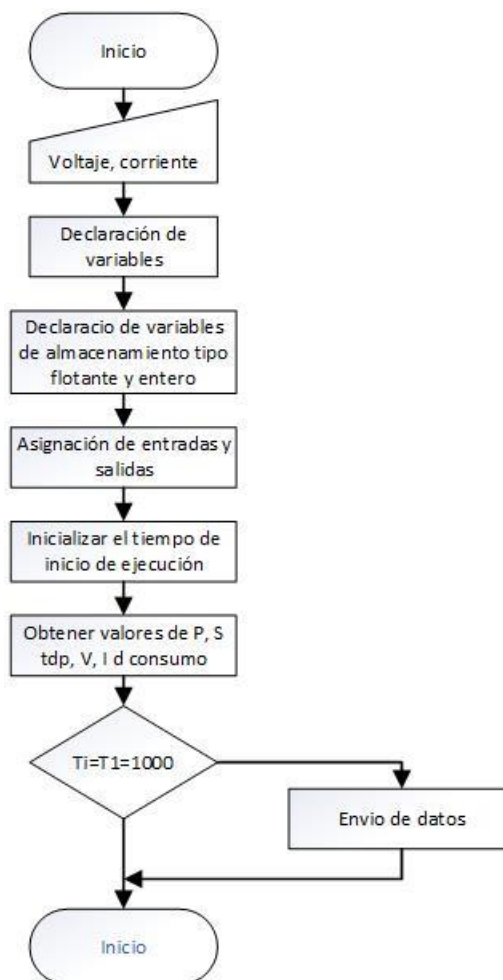 Inicio
Voltaje, corriente
Declaración de
variables
Declaracio de variables
de almacenamiento tipo
flotante y entero
Asignación de entradas y
salidas
Inicializar el tiempo de
inicio de ejecución
Obtener valores de P, S
tdp, V, I d consumo
Ti=T1=1000
Envio de datos
Inicio